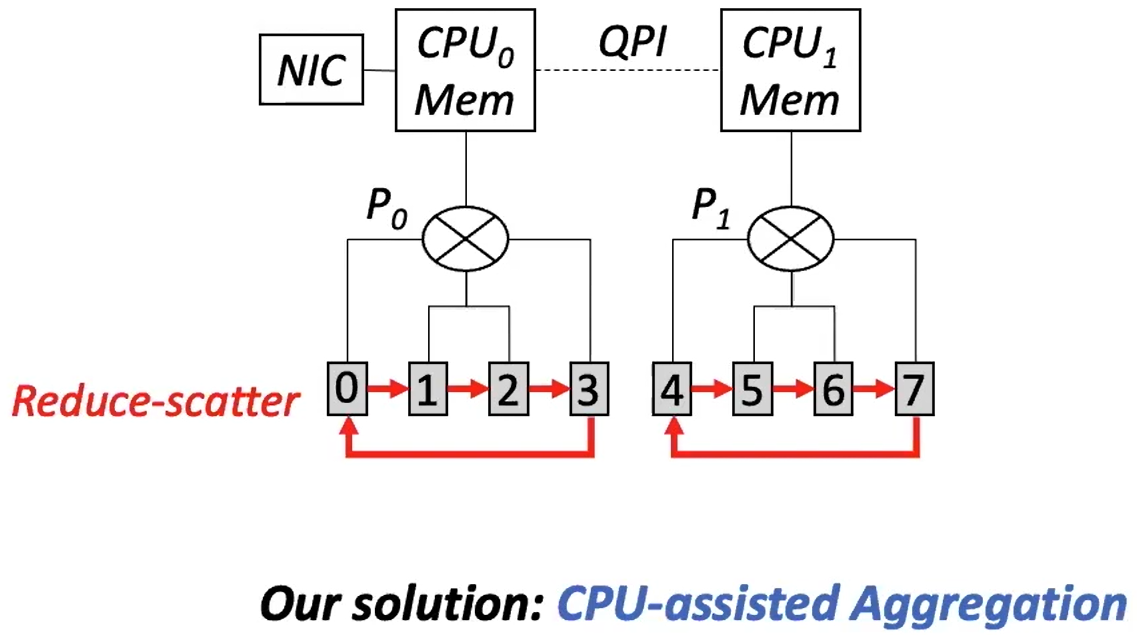 NIC
CPU0
Mem
QPI
CPU1
Mem
P0
P1
Reduce-scatter
0 1 2 3 4 5 6 7
Our solution: CPU-assisted Aggregation